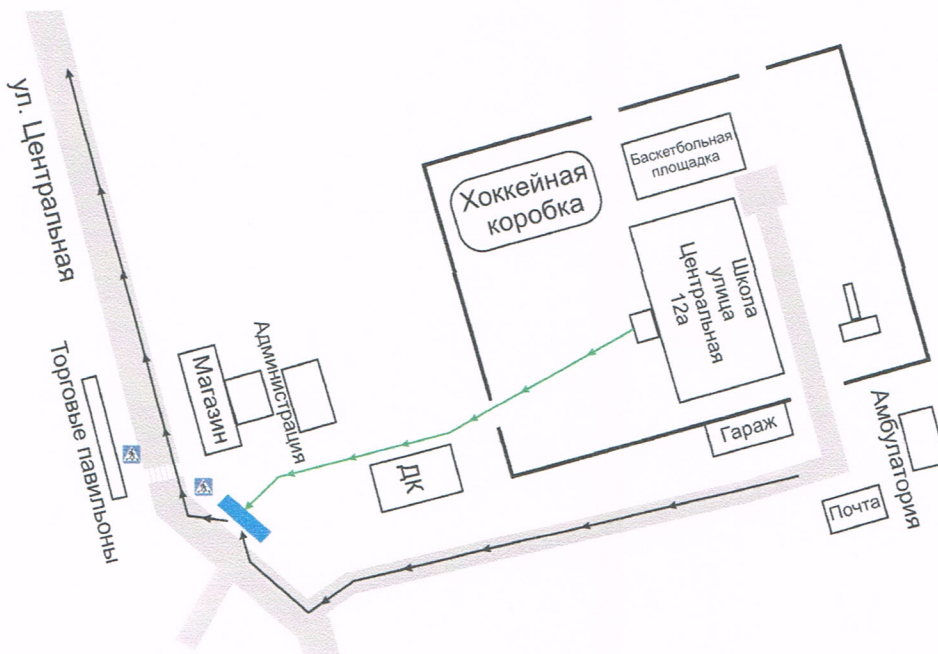 ул. Центральная
Торговые павильоны
Магазин
Администрация
ДК
Хоккейная
коробка
Баскетбольная
площадка
Школа
улица
Центральная
12а
Гараж
Амбулатория
Почта